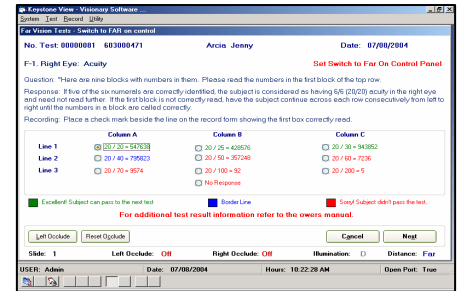 Keystone View - Visionary Software ...
System Test Record Utility
Far Vision Tests - Switch to FAR on control
No. Test: 00000081 603000471 Arcia Jenny Date: 07/08/2004
F-1. Right Eye: Acuity Set Switch to Far On Control Panel
Question: "Here are nine blocks with numbers in them. Please read the numbers in the first block of the top row.
Response: If five of the six numerals are correctly identified, the subject is considered as having 6/6 (20/20) acuity in the right eye
and need not read further. If the first block is not correctly read, have the subject continue across each row consecutively from left to
right until the numbers in a block are called correctly.
Recording: Place a check mark beside the line on the record form showing the first box correctly read.
Column A Column B Column C
Line 1 20 / 20 = 547638 20 / 25 = 428576 20 / 30 = 943852
Line 2 20 / 40 = 795823 20 / 50 = 357248 20 / 60 = 7236
Line 3 20 / 70 = 9574 20 / 100 = 92 20 / 200 = 5
No Response
Excellent! Subject can pass to the next test Border Line Sorry! Subject didn't pass the test.
For additional test result information refer to the owers manual.
Left Occlude Reset Occlude Cancel Next
Slide: 1 Left Occlude: Off Right Occlude: Off Illumination: D Distance: Far
USER: Admin Date: 07/08/2004 Hours: 10:22:28 AM Open Port: True